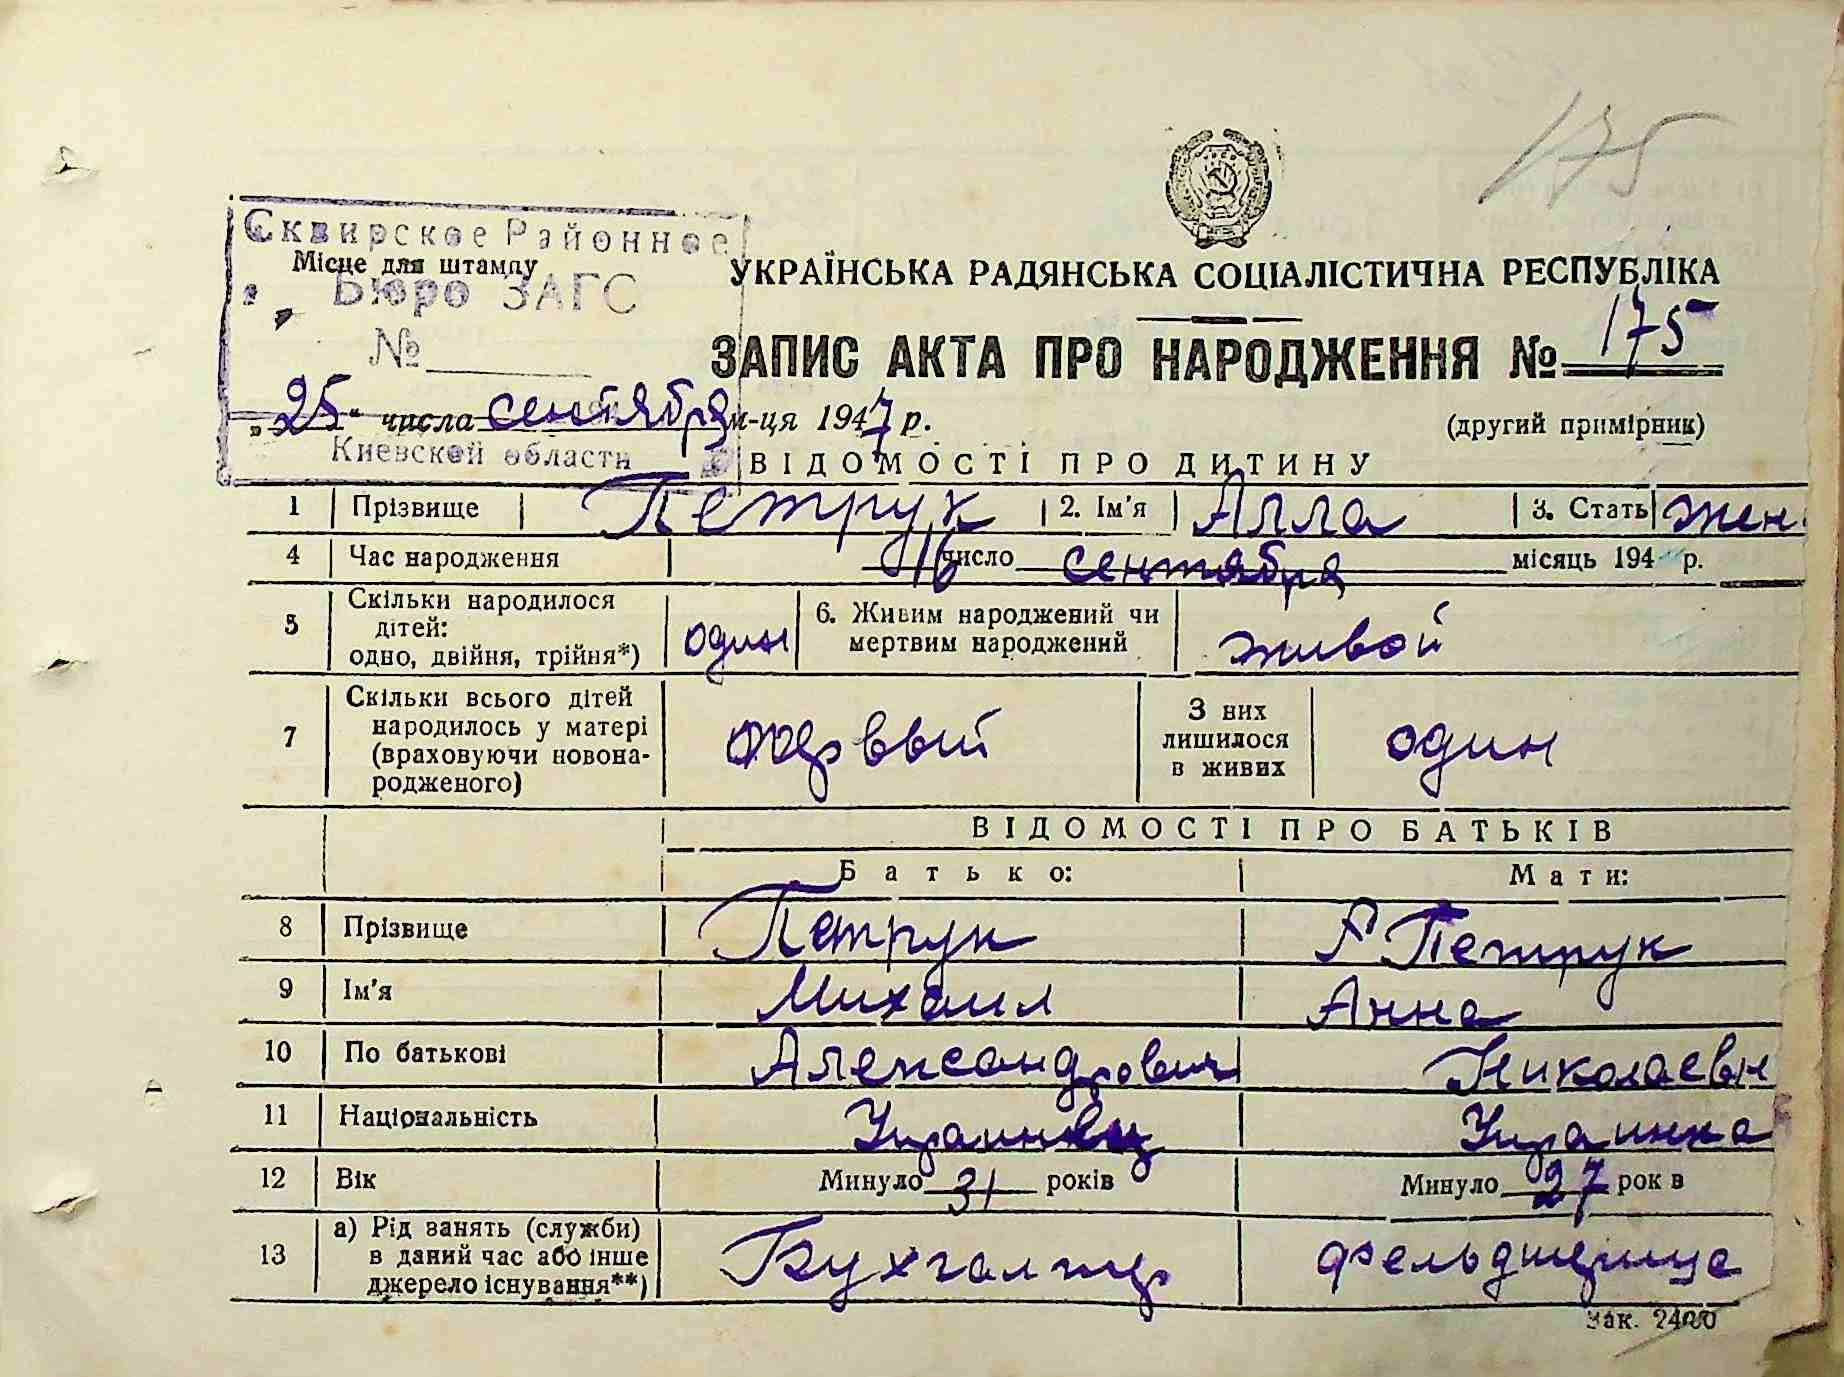 175
Сквирское Районное
Місце для штампу
Бюро ЗАГС
№
"25" числа сентября м-ця 1947 р.
Киевской области
УКРАЇНСЬКА РАДЯНСЬКА СОЦІАЛІСТИЧНА РЕСПУБЛІКА
ЗАПИС АКТА ПРО НАРОДЖЕННЯ № 175
(другий примірник)
ВІДОМОСТІ ПРО ДИТИНУ
1 Прізвище Петрук 2. Ім'я Алла 3. Стать жен.
4 Час народження 16 число сентября місяць 194 р.
5 Скільки народилося дітей: одно, двійня, трійня*) один 6. Живим народжений чи мертвим народжений живой
7 Скільки всього дітей народилось у матері (враховуючи новонародженого) первый З них лишилося в живих один
ВІДОМОСТІ ПРО БАТЬКІВ
Батько: Мати:
8 Прізвище Петрук Петрук
9 Ім'я Михаил Анна
10 По батькові Александрович Николаевн
11 Національність Украинец Украинка
12 Вік Минуло 31 років Минуло 27 рок в
13 а) Рід занять (служби) в даний час або інше джерело існування**) Бухгалтер фельдшерица
Зак. 2400